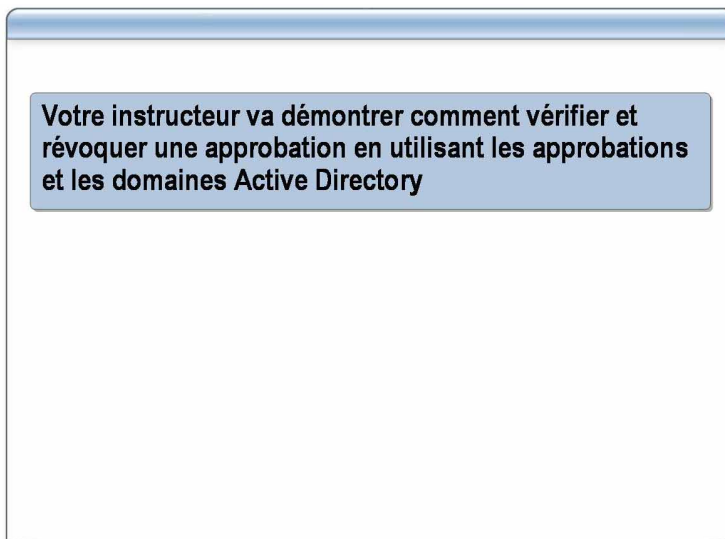 Votre instructeur va démontrer comment vérifier et
révoquer une approbation en utilisant les approbations
et les domaines Active Directory